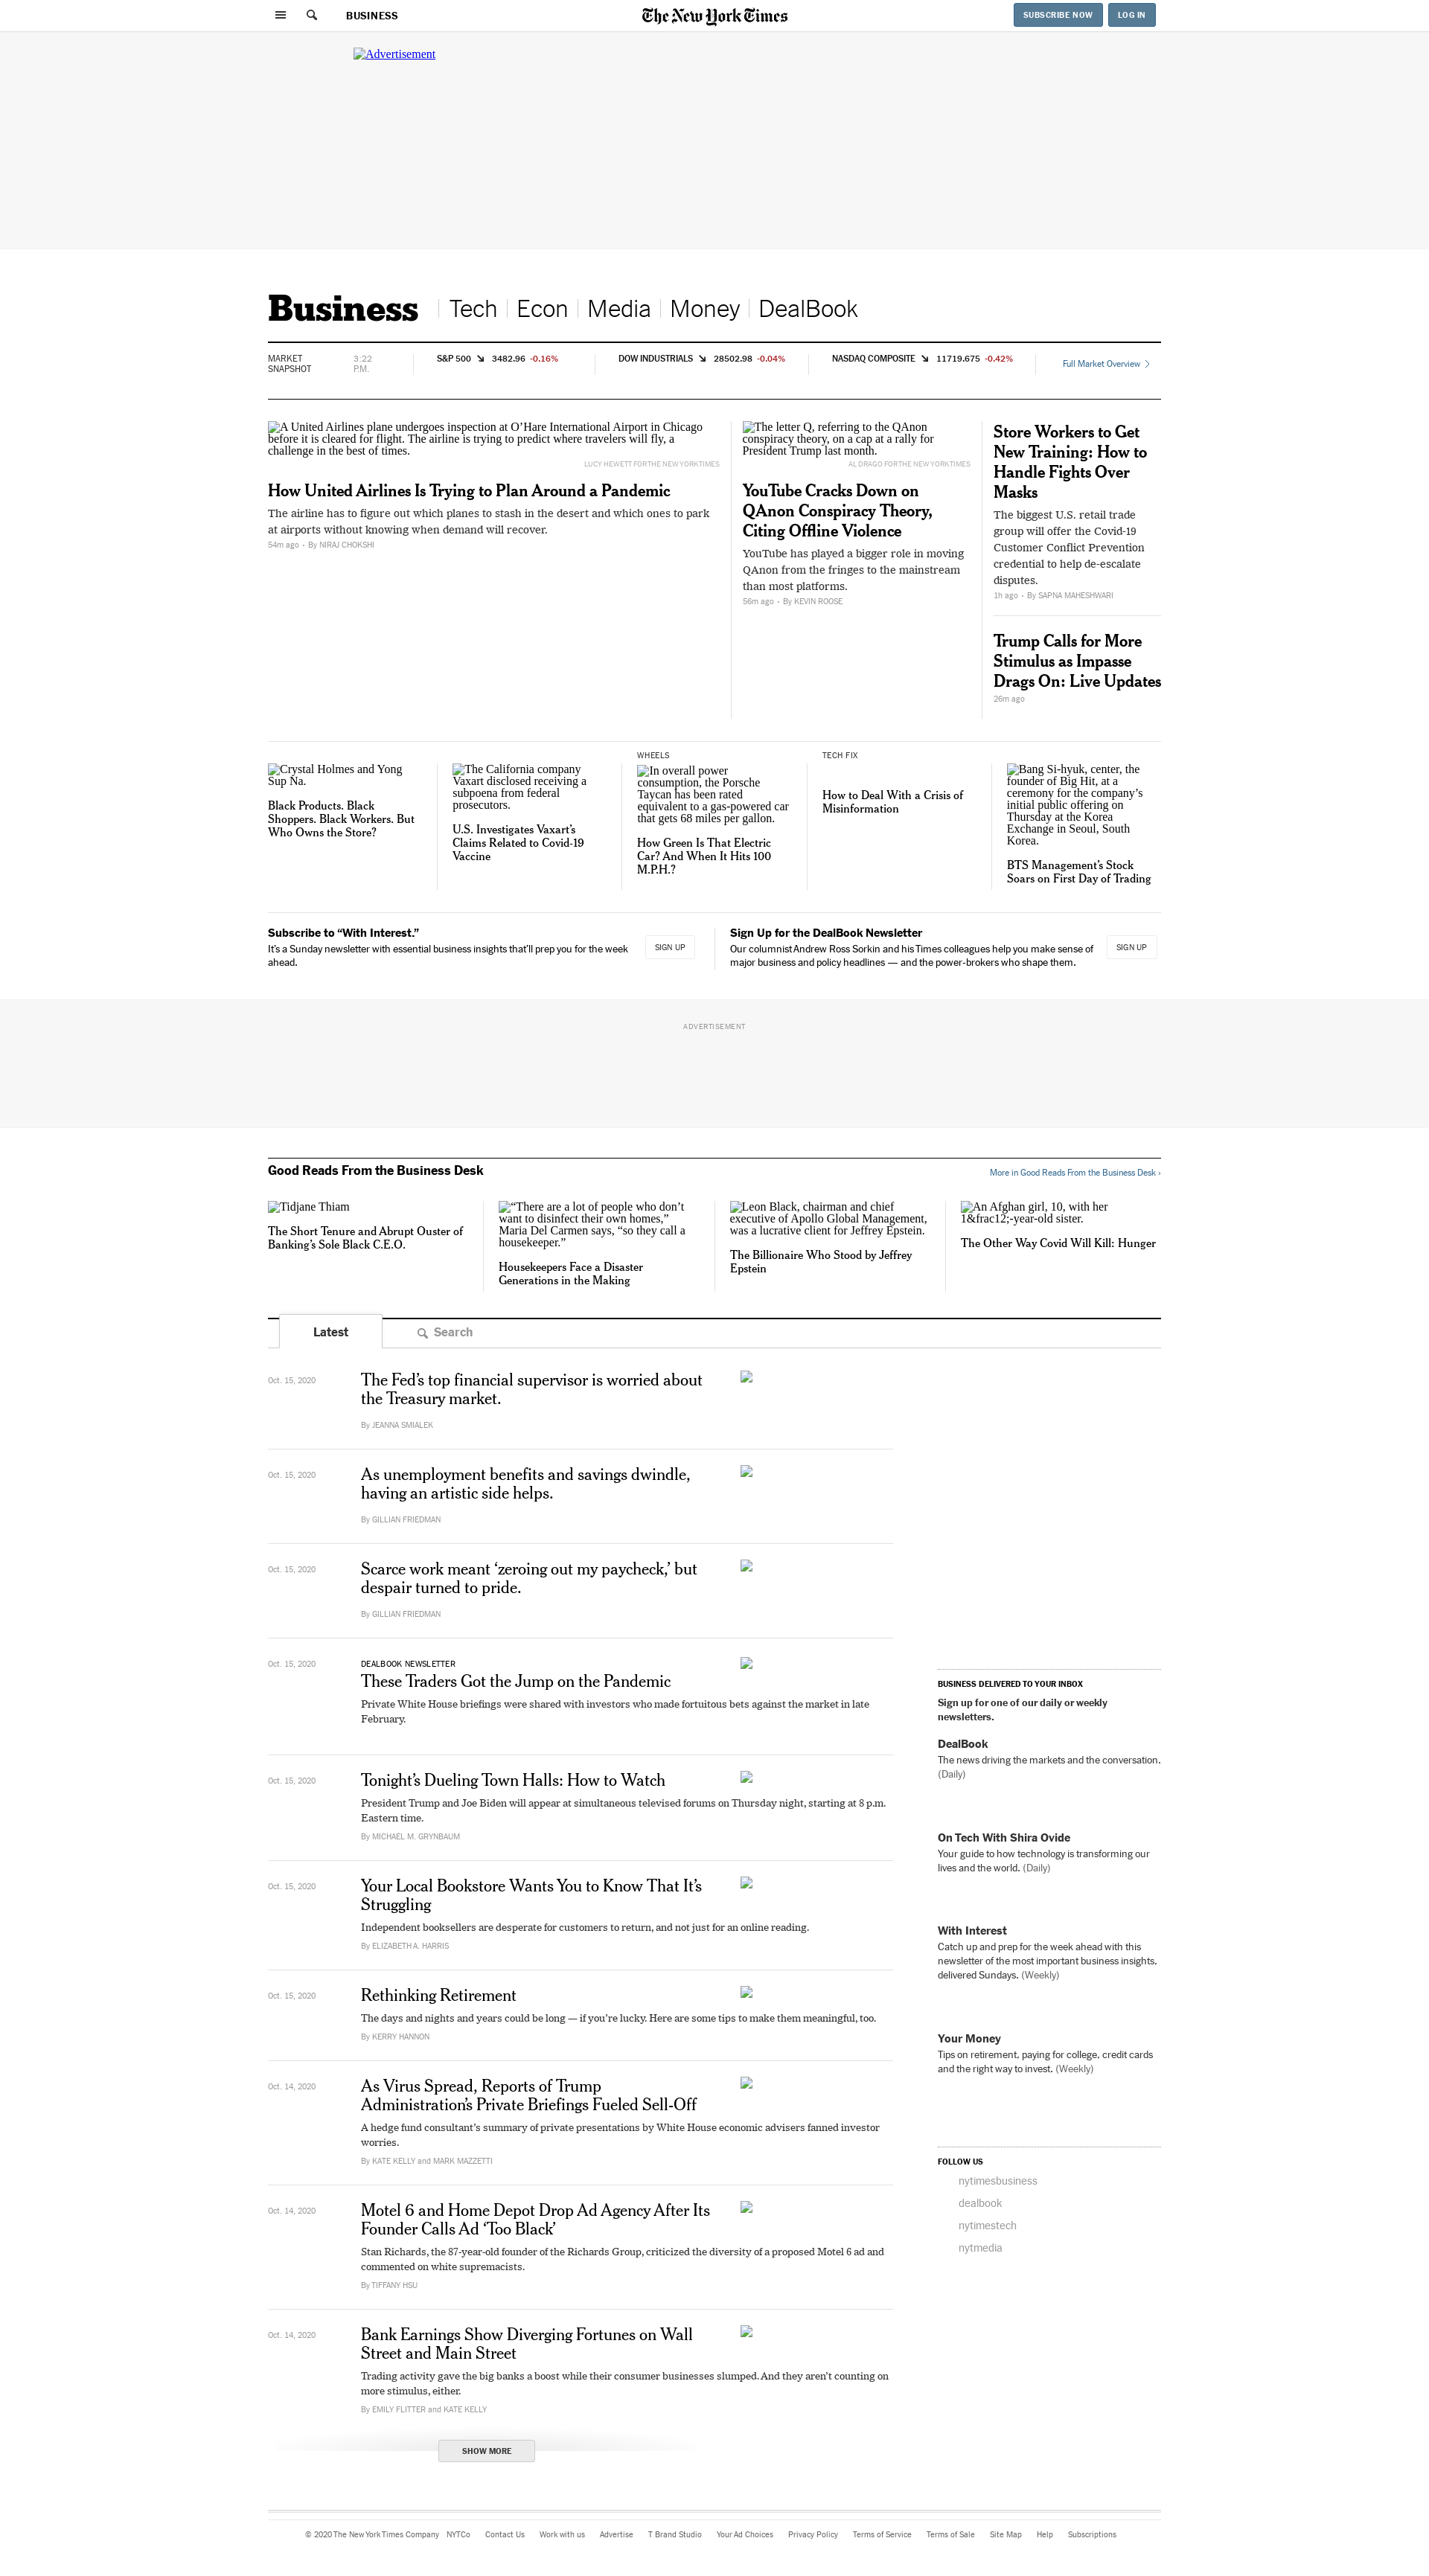 BUSINESS
The New York Times
SUBSCRIBE NOW
LOG IN
Advertisement
Business
Tech
Econ
Media
Money
DealBook
MARKET
SNAPSHOT
3:22
P.M.
S&P 500 3482.96 -0.16%
DOW INDUSTRIALS 28502.98 -0.04%
NASDAQ COMPOSITE 11719.675 -0.42%
Full Market Overview
A United Airlines plane undergoes inspection at O’Hare International Airport in Chicago
before it is cleared for flight. The airline is trying to predict where travelers will fly, a
challenge in the best of times.
LUCY HEWETT FOR THE NEW YORK TIMES
How United Airlines Is Trying to Plan Around a Pandemic
The airline has to figure out which planes to stash in the desert and which ones to park
at airports without knowing when demand will recover.
54m ago • By NIRAJ CHOKSHI
The letter Q, referring to the QAnon
conspiracy theory, on a cap at a rally for
President Trump last month.
AL DRAGO FOR THE NEW YORK TIMES
YouTube Cracks Down on
QAnon Conspiracy Theory,
Citing Offline Violence
YouTube has played a bigger role in moving
QAnon from the fringes to the mainstream
than most platforms.
56m ago • By KEVIN ROOSE
Store Workers to Get
New Training: How to
Handle Fights Over
Masks
The biggest U.S. retail trade
group will offer the Covid-19
Customer Conflict Prevention
credential to help de-escalate
disputes.
1h ago • By SAPNA MAHESHWARI
Trump Calls for More
Stimulus as Impasse
Drags On: Live Updates
26m ago
Crystal Holmes and Yong
Sup Na.
Black Products. Black
Shoppers. Black Workers. But
Who Owns the Store?
The California company
Vaxart disclosed receiving a
subpoena from federal
prosecutors.
U.S. Investigates Vaxart’s
Claims Related to Covid-19
Vaccine
WHEELS
In overall power
consumption, the Porsche
Taycan has been rated
equivalent to a gas-powered car
that gets 68 miles per gallon.
How Green Is That Electric
Car? And When It Hits 100
M.P.H.?
TECH FIX
How to Deal With a Crisis of
Misinformation
Bang Si-hyuk, center, the
founder of Big Hit, at a
ceremony for the company’s
initial public offering on
Thursday at the Korea
Exchange in Seoul, South
Korea.
BTS Management’s Stock
Soars on First Day of Trading
Subscribe to “With Interest.”
It’s a Sunday newsletter with essential business insights that’ll prep you for the week
ahead.
SIGN UP
Sign Up for the DealBook Newsletter
Our columnist Andrew Ross Sorkin and his Times colleagues help you make sense of
major business and policy headlines — and the power-brokers who shape them.
SIGN UP
ADVERTISEMENT
Good Reads From the Business Desk
More in Good Reads From the Business Desk ›
Tidjane Thiam
The Short Tenure and Abrupt Ouster of
Banking’s Sole Black C.E.O.
“There are a lot of people who don’t
want to disinfect their own homes,”
Maria Del Carmen says, “so they call a
housekeeper.”
Housekeepers Face a Disaster
Generations in the Making
Leon Black, chairman and chief
executive of Apollo Global Management,
was a lucrative client for Jeffrey Epstein.
The Billionaire Who Stood by Jeffrey
Epstein
An Afghan girl, 10, with her
1&frac12;-year-old sister.
The Other Way Covid Will Kill: Hunger
Latest
Search
Oct. 15, 2020
The Fed’s top financial supervisor is worried about
the Treasury market.
By JEANNA SMIALEK
Oct. 15, 2020
As unemployment benefits and savings dwindle,
having an artistic side helps.
By GILLIAN FRIEDMAN
Oct. 15, 2020
Scarce work meant ‘zeroing out my paycheck,’ but
despair turned to pride.
By GILLIAN FRIEDMAN
Oct. 15, 2020
DEALBOOK NEWSLETTER
These Traders Got the Jump on the Pandemic
Private White House briefings were shared with investors who made fortuitous bets against the market in late
February.
Oct. 15, 2020
Tonight’s Dueling Town Halls: How to Watch
President Trump and Joe Biden will appear at simultaneous televised forums on Thursday night, starting at 8 p.m.
Eastern time.
By MICHAEL M. GRYNBAUM
Oct. 15, 2020
Your Local Bookstore Wants You to Know That It’s
Struggling
Independent booksellers are desperate for customers to return, and not just for an online reading.
By ELIZABETH A. HARRIS
Oct. 15, 2020
Rethinking Retirement
The days and nights and years could be long — if you’re lucky. Here are some tips to make them meaningful, too.
By KERRY HANNON
Oct. 14, 2020
As Virus Spread, Reports of Trump
Administration’s Private Briefings Fueled Sell-Off
A hedge fund consultant’s summary of private presentations by White House economic advisers fanned investor
worries.
By KATE KELLY and MARK MAZZETTI
Oct. 14, 2020
Motel 6 and Home Depot Drop Ad Agency After Its
Founder Calls Ad ‘Too Black’
Stan Richards, the 87-year-old founder of the Richards Group, criticized the diversity of a proposed Motel 6 ad and
commented on white supremacists.
By TIFFANY HSU
Oct. 14, 2020
Bank Earnings Show Diverging Fortunes on Wall
Street and Main Street
Trading activity gave the big banks a boost while their consumer businesses slumped. And they aren’t counting on
more stimulus, either.
By EMILY FLITTER and KATE KELLY
SHOW MORE
BUSINESS DELIVERED TO YOUR INBOX
Sign up for one of our daily or weekly
newsletters.
DealBook
The news driving the markets and the conversation.
(Daily)
On Tech With Shira Ovide
Your guide to how technology is transforming our
lives and the world. (Daily)
With Interest
Catch up and prep for the week ahead with this
newsletter of the most important business insights,
delivered Sundays. (Weekly)
Your Money
Tips on retirement, paying for college, credit cards
and the right way to invest. (Weekly)
FOLLOW US
nytimesbusiness
dealbook
nytimestech
nytmedia
© 2020 The New York Times Company
NYTCo
Contact Us
Work with us
Advertise
T Brand Studio
Your Ad Choices
Privacy Policy
Terms of Service
Terms of Sale
Site Map
Help
Subscriptions